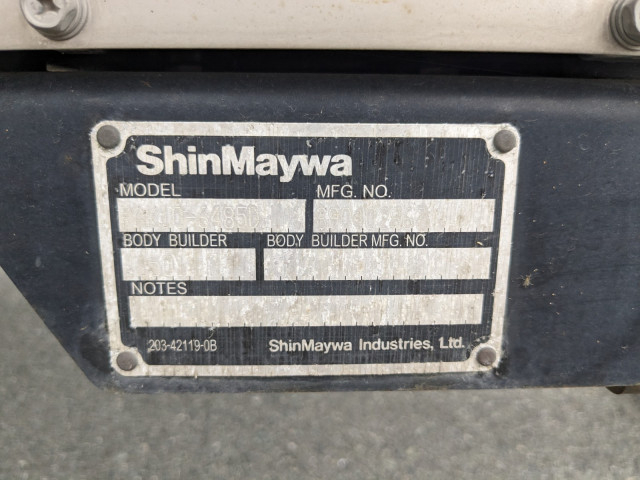 ShinMaywa
MODEL MFG. NO.
BODY BUILDER BODY BUILDER MFG. NO.
NOTES
203-42119-0B ShinMaywa Industries, Ltd.